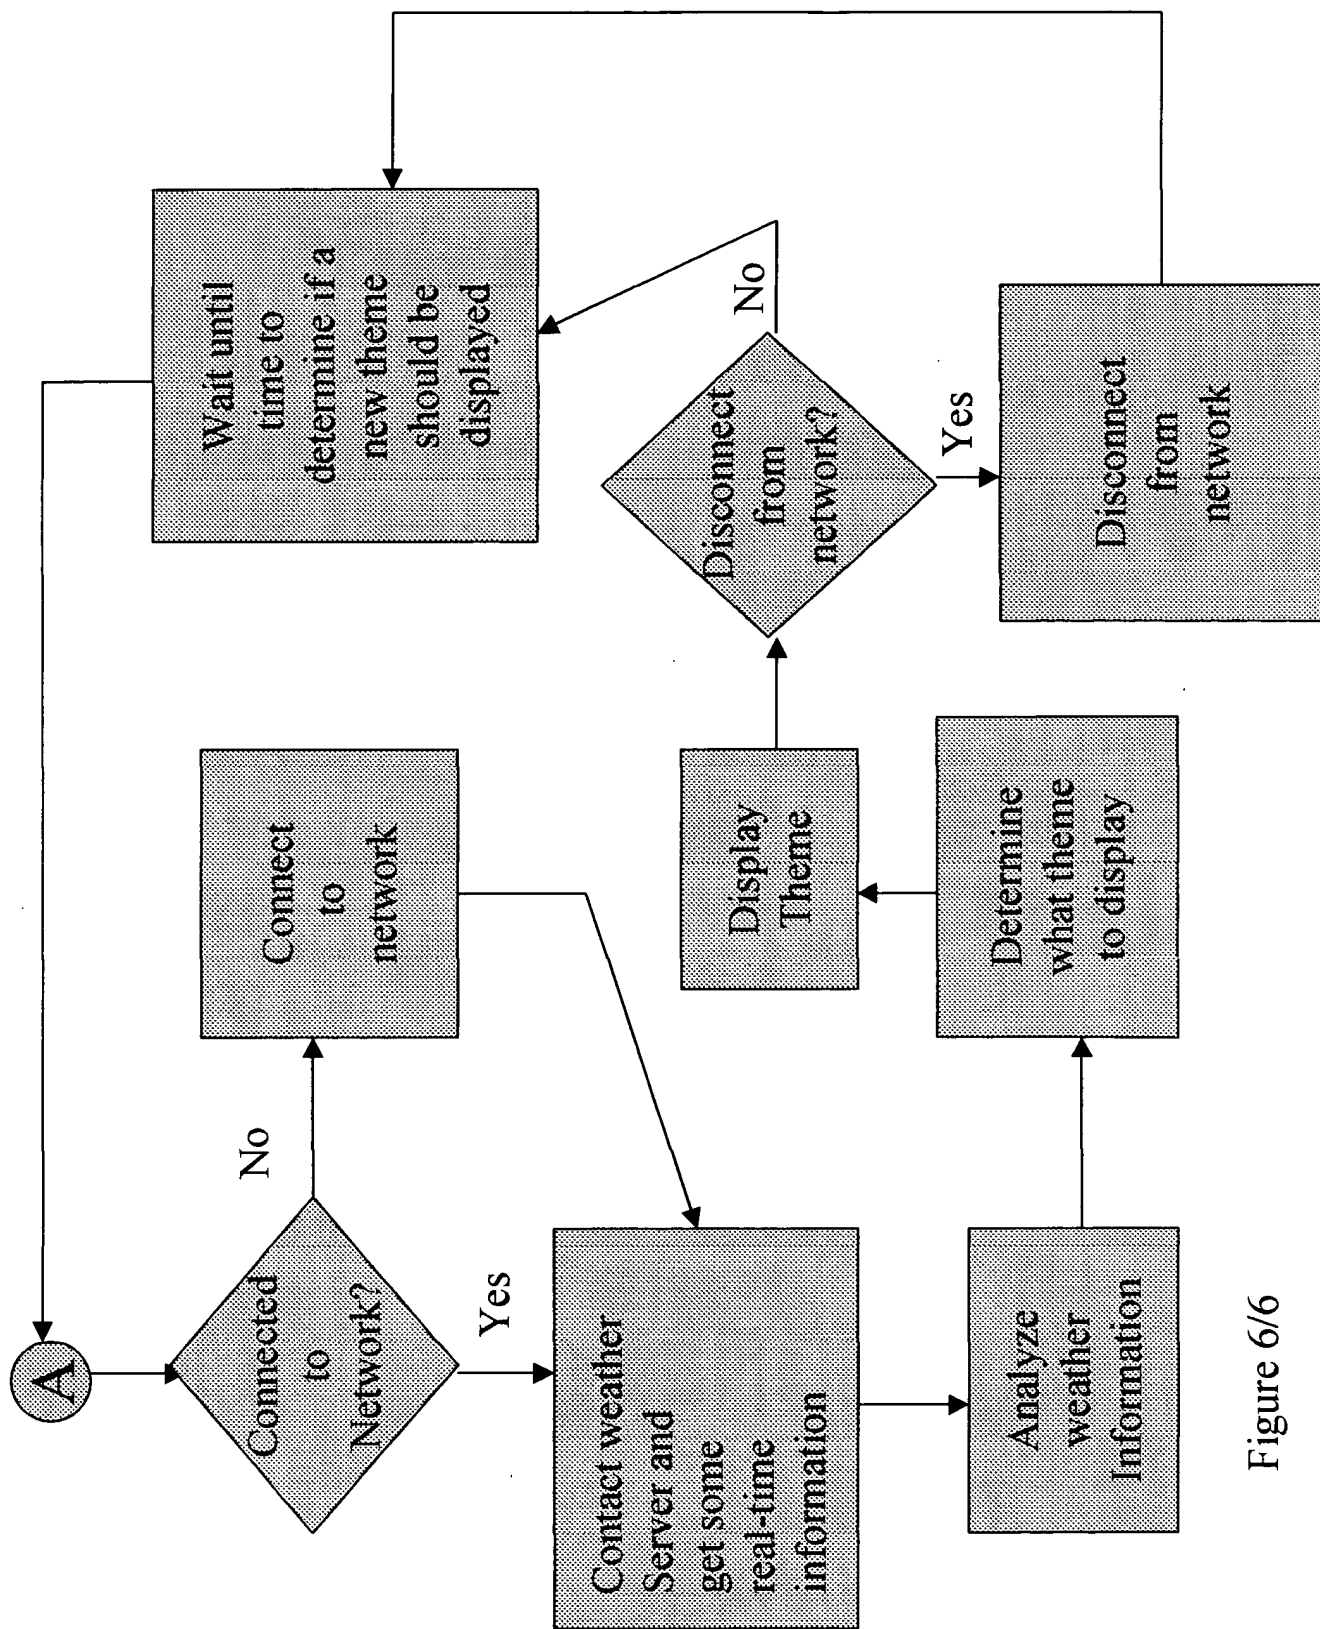 A
Connected
to
Network?
No
Yes
Connect
to
network
Contact weather
Server and
get some
real-time
information
Analyze
weather
Information
Determine
what theme
to display
Display
Theme
Disconnect
from
network?
No
Yes
Disconnect
from
network
Wait until
time to
determine if a
new theme
should be
displayed
Figure 6/6